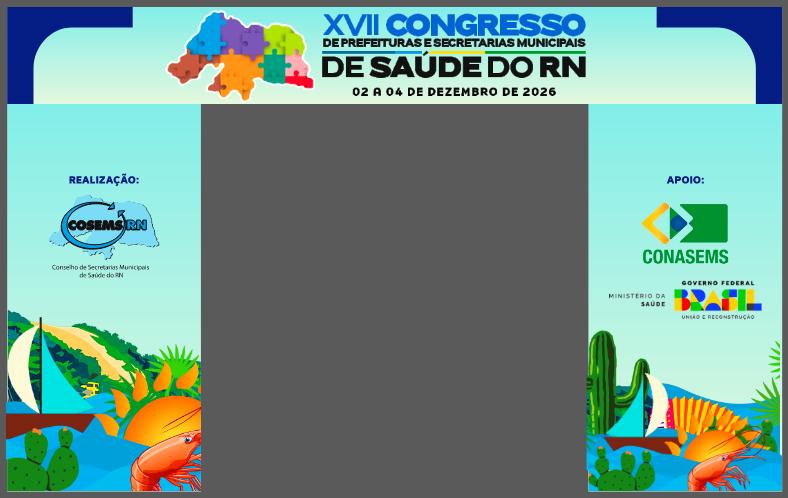 XVII CONGRESSO
DE PREFEITURAS E SECRETARIAS MUNICIPAIS
DE SAÚDE DO RN
02 A 04 DE DEZEMBRO DE 2026
REALIZAÇÃO:
COSEMS RN
Conselho de Secretarias Municipais
de Saúde do RN
APOIO:
CONASEMS
MINISTÉRIO DA
SAÚDE
GOVERNO FEDERAL
BRASIL
UNIÃO E RECONSTRUÇÃO